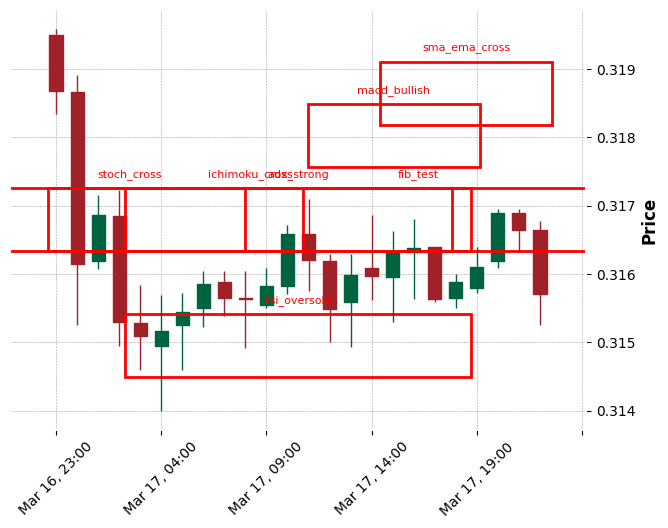 sma_ema_cross
macd_bullish
stoch_cross
adx_strong
fib_test
rsi_oversold
0.319
0.318
0.317
0.316
0.315
0.314
Price
Mar 16, 23:00
Mar 17, 04:00
Mar 17, 09:00
Mar 17, 14:00
Mar 17, 19:00